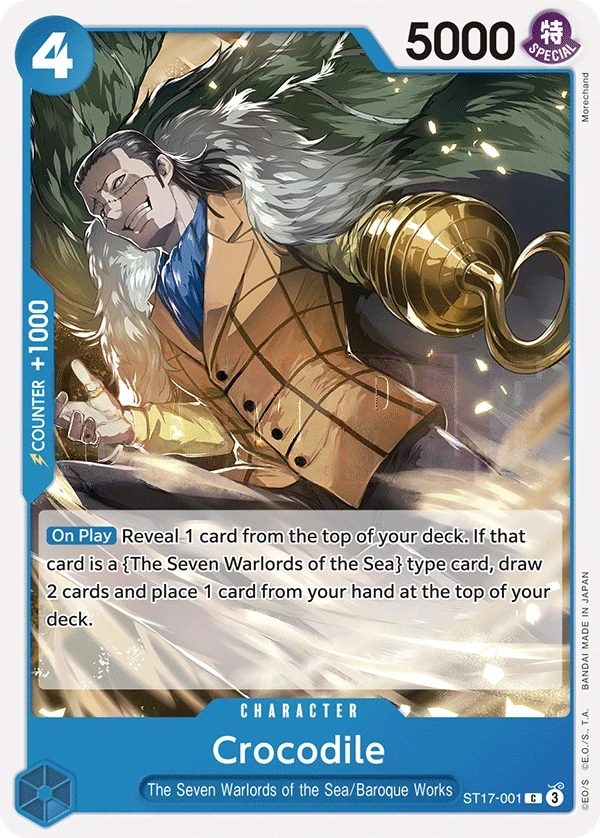 4
5000
特
SPECIAL
Morechand
COUNTER +1000
On Play Reveal 1 card from the top of your deck. If that
card is a {The Seven Warlords of the Sea} type card, draw
2 cards and place 1 card from your hand at the top of your
deck.
CHARACTER
Crocodile
The Seven Warlords of the Sea/Baroque Works
ST17-001 C 3
©EO/S ©E.O./S., T.A. BANDAI MADE IN JAPAN